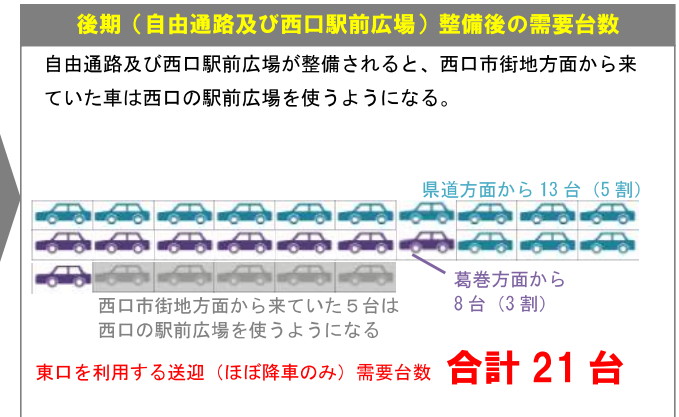 後期（自由通路及び西口駅前広場）整備後の需要台数
自由通路及び西口駅前広場が整備されると、西口市街地方面から来
ていた車は西口の駅前広場を使うようになる。
県道方面から 13 台（5 割）
葛巻方面から
8 台（3 割）
西口市街地方面から来ていた５台は
西口の駅前広場を使うようになる
東口を利用する送迎（ほぼ降車のみ）需要台数 合計 21 台